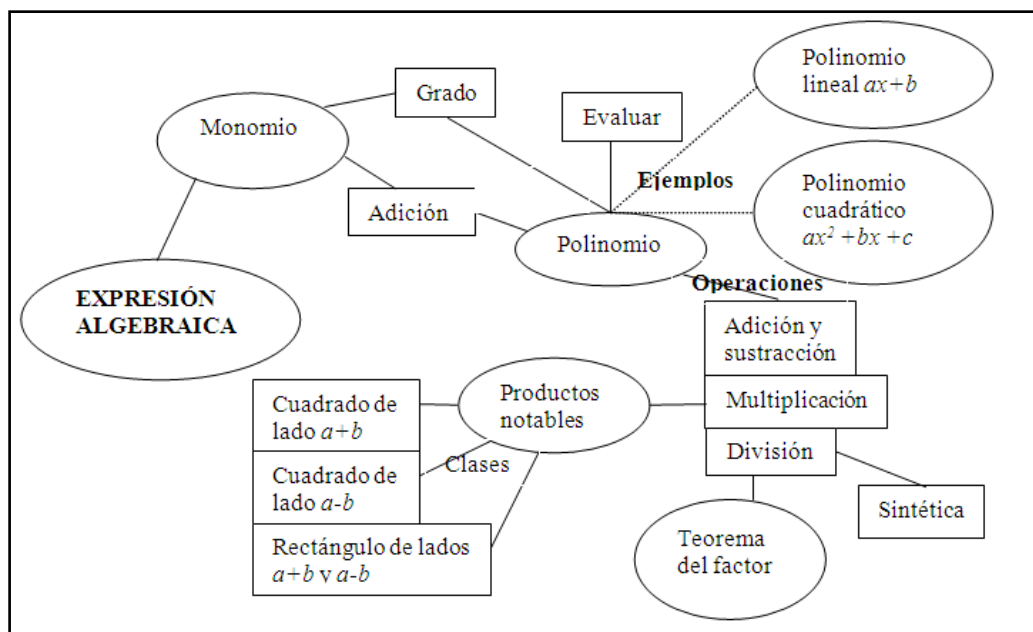 Polinomio
lineal ax+b
Grado
Evaluar
Monomio
Ejemplos
Polinomio
cuadrático
ax² +bx +c
Adición
Polinomio
EXPRESIÓN
ALGEBRAICA
Operaciones
Adición y
sustracción
Productos
notables
Multiplicación
Cuadrado de
lado a+b
Clases
División
Cuadrado de
lado a-b
Sintética
Rectángulo de lados
a+b y a-b
Teorema
del factor